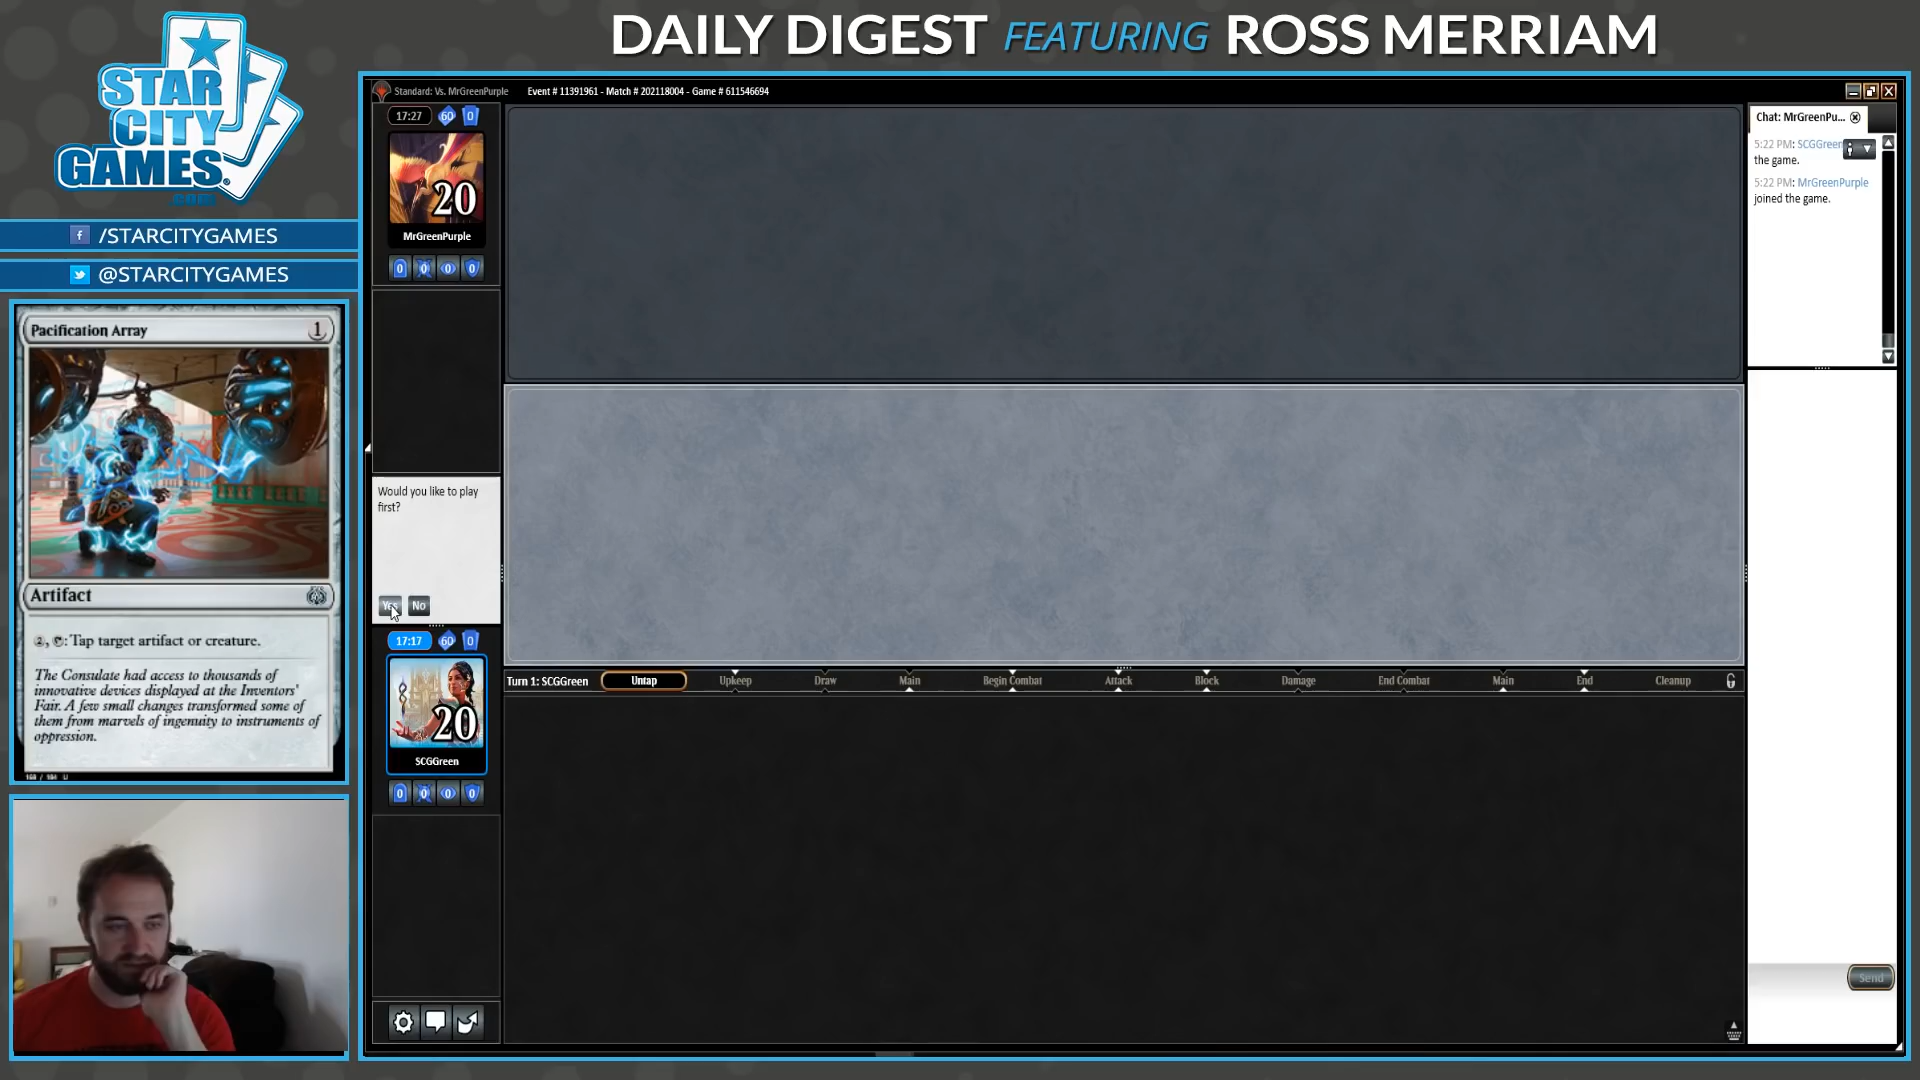 DAILY DIGEST FEATURING ROSS MERRIAM
STAR
CITY
GAMES.
.com
/STARCITYGAMES
@STARCITYGAMES
Pacification Array 1
Artifact
2, : Tap target artifact or creature.
The Consulate had access to thousands of
innovative devices displayed at the Inventors'
Fair. A few small changes transformed some of
them from marvels of ingenuity to instruments of
oppression.
Standard: Vs. MrGreenPurple Event # 11391961 - Match # 202118004 - Game # 611546694
17:27 60 0
20
MrGreenPurple
0 0 0 0
Would you like to play
first?
Yes No
17:17 60 0
20
SCGGreen
0 0 0 0
Turn 1: SCGGreen Untap Upkeep Draw Main Begin Combat Attack Block Damage End Combat Main End Cleanup
Chat: MrGreenPu...
5:22 PM: SCGGreen
the game.
5:22 PM: MrGreenPurple
joined the game.
Send